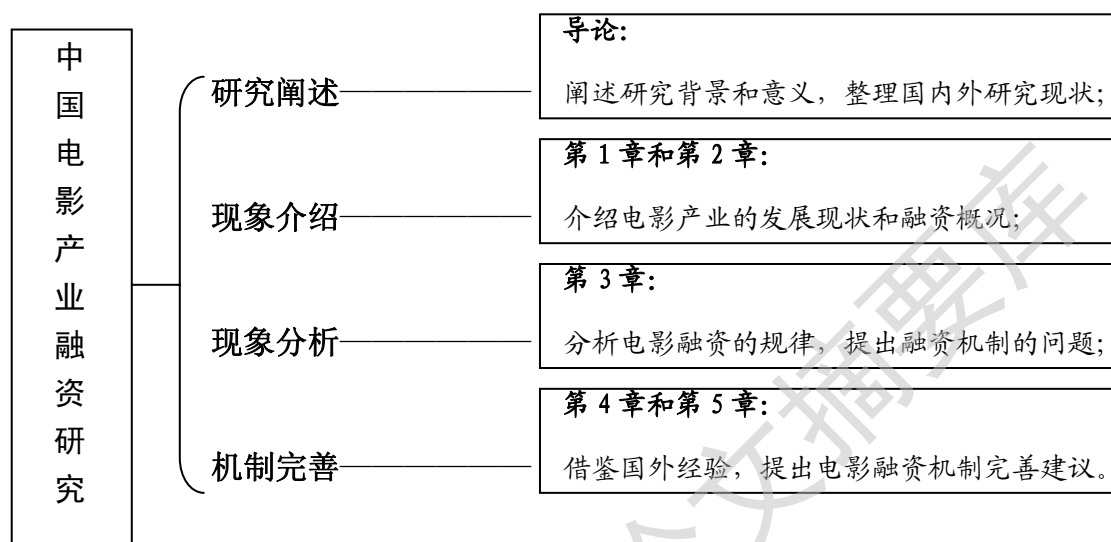 中国电影产业融资研究
研究阐述
导论：
阐述研究背景和意义，整理国内外研究现状；
现象介绍
第 1 章和第 2 章：
介绍电影产业的发展现状和融资概况；
现象分析
第 3 章：
分析电影融资的规律，提出融资机制的问题；
机制完善
第 4 章和第 5 章：
借鉴国外经验，提出电影融资机制完善建议。
文摘要库